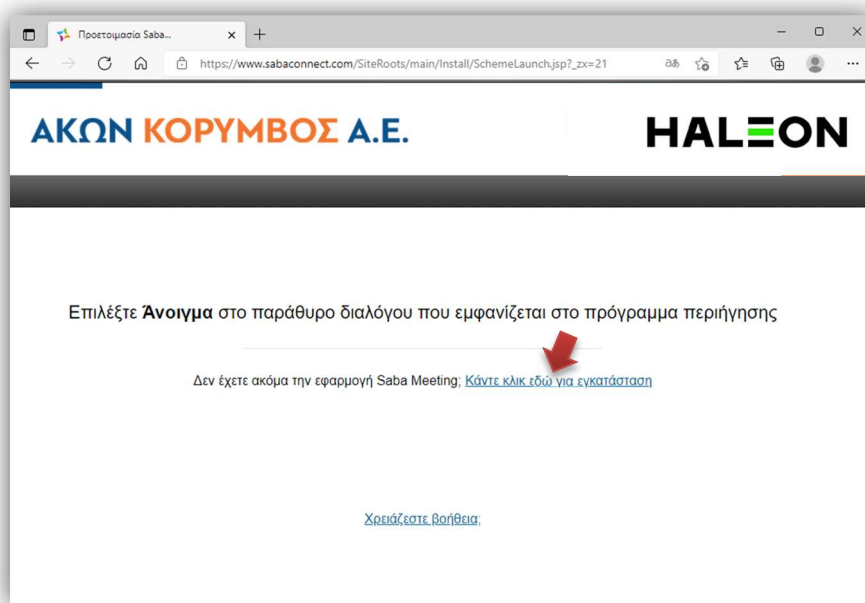 Προετοιμασία Saba...
https://www.sabaconnect.com/SiteRoots/main/Install/SchemeLaunch.jsp?_zx=21
ΑΚΩΝ ΚΟΡΥΜΒΟΣ Α.Ε.
HALEON
Επιλέξτε Άνοιγμα στο παράθυρο διαλόγου που εμφανίζεται στο πρόγραμμα περιήγησης
Δεν έχετε ακόμα την εφαρμογή Saba Meeting; Κάντε κλικ εδώ για εγκατάσταση
Χρειάζεστε βοήθεια;